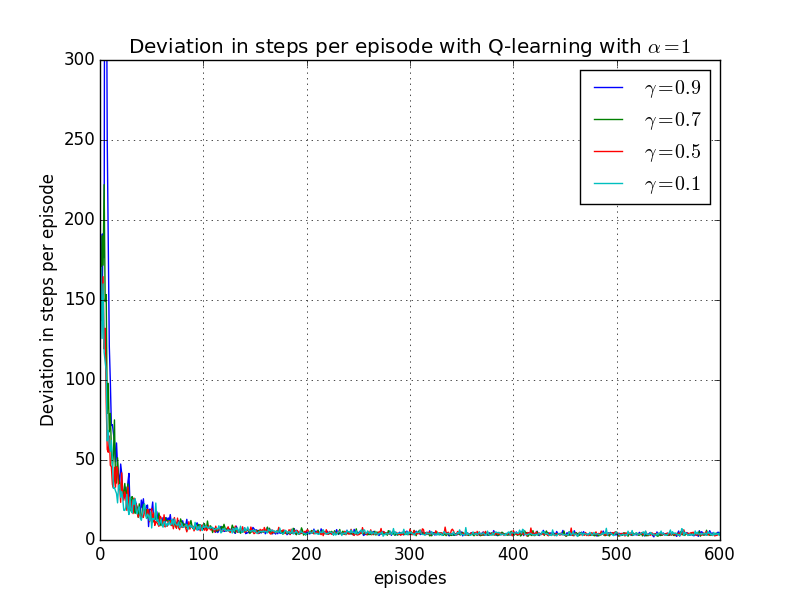 Deviation in steps per episode with Q-learning with α=1
300
250
200
150
100
50
0
Deviation in steps per episode
γ=0.9
γ=0.7
γ=0.5
γ=0.1
0 100 200 300 400 500 600
episodes